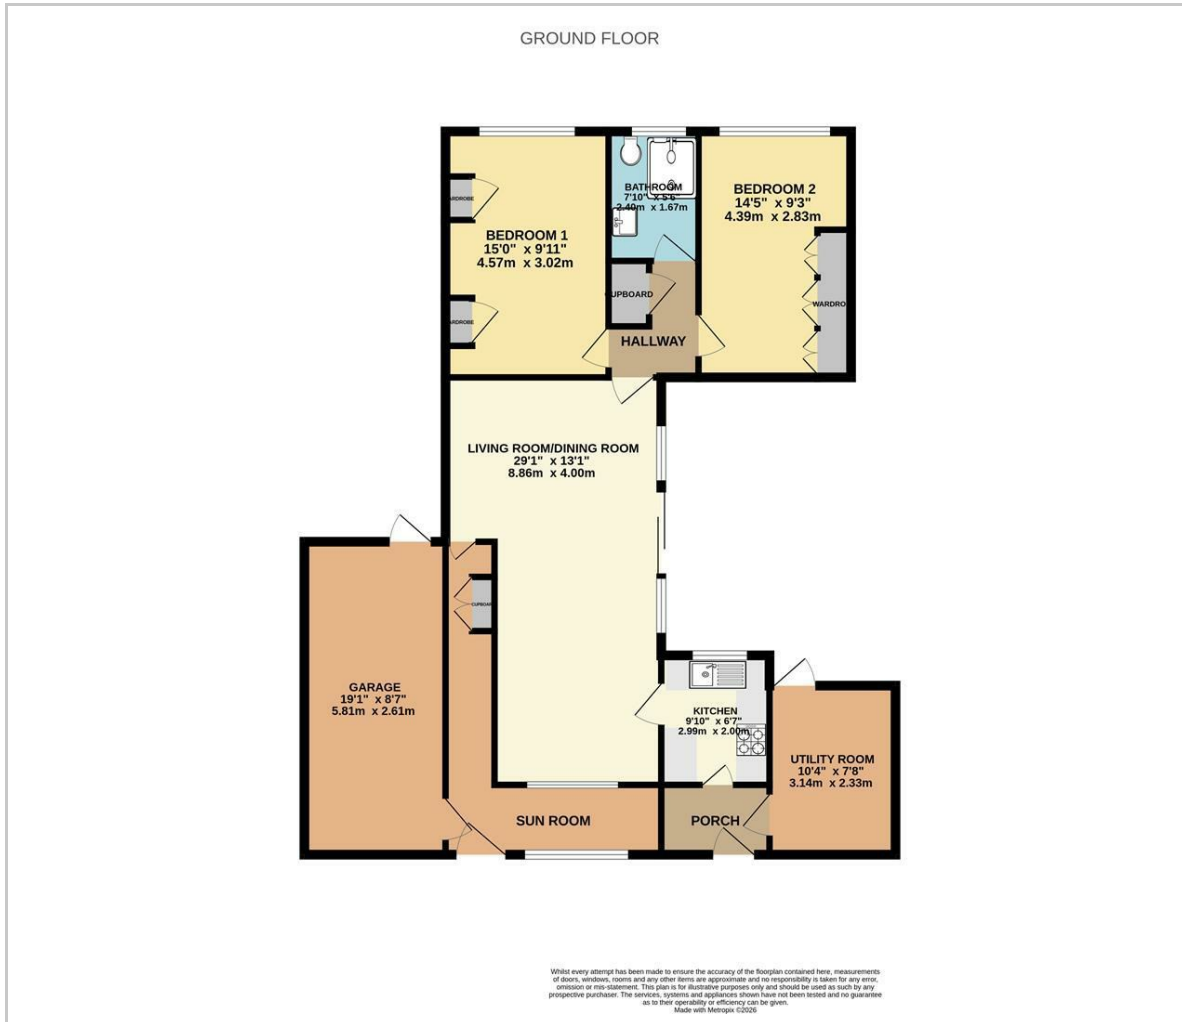 GROUND FLOOR
BATHROOM
7'10" x 5'6"
2.40m x 1.67m
BEDROOM 2
14'5" x 9'3"
4.39m x 2.83m
BEDROOM 1
15'0" x 9'11"
4.57m x 3.02m
ARDROBE
UPBOARD
WARDRO
ARDROBE
HALLWAY
LIVING ROOM/DINING ROOM
29'1" x 13'1"
8.86m x 4.00m
CUPBOAR
GARAGE
19'1" x 8'7"
5.81m x 2.61m
KITCHEN
9'10" x 6'7"
2.99m x 2.00m
UTILITY ROOM
10'4" x 7'8"
3.14m x 2.33m
SUN ROOM
PORCH
Whilst every attempt has been made to ensure the accuracy of the floorplan contained here, measurements
of doors, windows, rooms and any other items are approximate and no responsibility is taken for any error,
omission or mis-statement. This plan is for illustrative purposes only and should be used as such by any
prospective purchaser. The services, systems and appliances shown have not been tested and no guarantee
as to their operability or efficiency can be given.
Made with Metropix ©2026